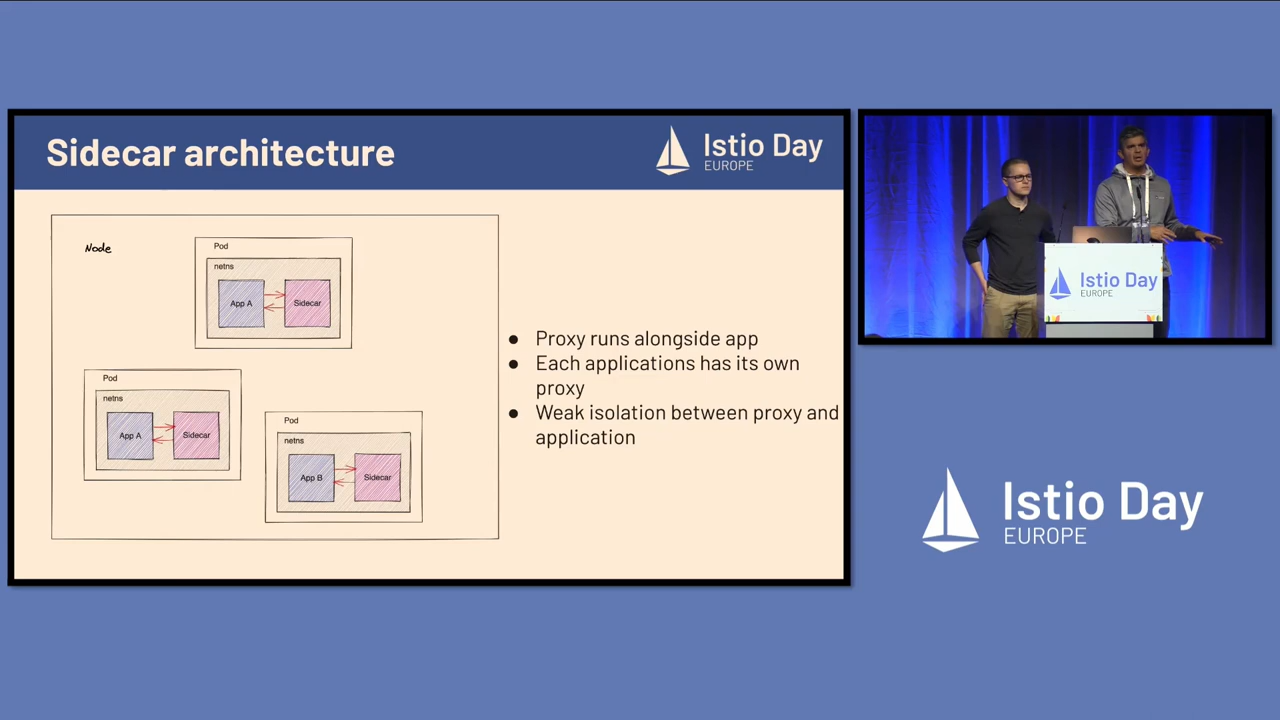 Sidecar architecture
Istio Day
EUROPE
Node
Pod
netns
App A
Sidecar
Pod
netns
App A
Sidecar
Pod
netns
App B
Sidecar
● Proxy runs alongside app
● Each applications has its own
proxy
● Weak isolation between proxy and
application
Istio Day
EUROPE
Istio Day
EUROPE